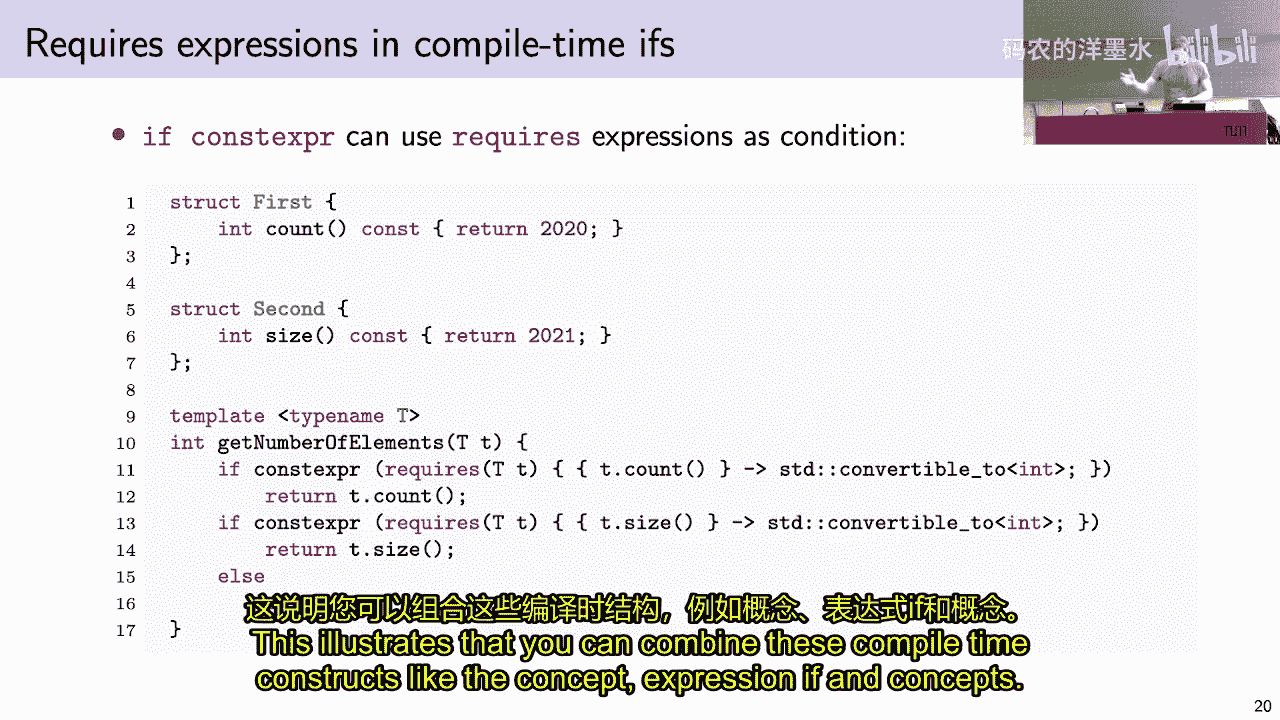 Requires expressions in compile-time ifs
码农的洋墨水 bilibili
TUM
• if constexpr can use requires expressions as condition:
1 struct First {
2 int count() const { return 2020; }
3 };
4
5 struct Second {
6 int size() const { return 2021; }
7 };
8
9 template <typename T>
10 int getNumberOfElements(T t) {
11 if constexpr (requires(T t) { { t.count() } -> std::convertible_to<int>; })
12 return t.count();
13 if constexpr (requires(T t) { { t.size() } -> std::convertible_to<int>; })
14 return t.size();
15 else
16
17 }
这说明您可以组合这些编译时结构，例如概念、表达式if和概念。
This illustrates that you can combine these compile time
constructs like the concept, expression if and concepts.
20